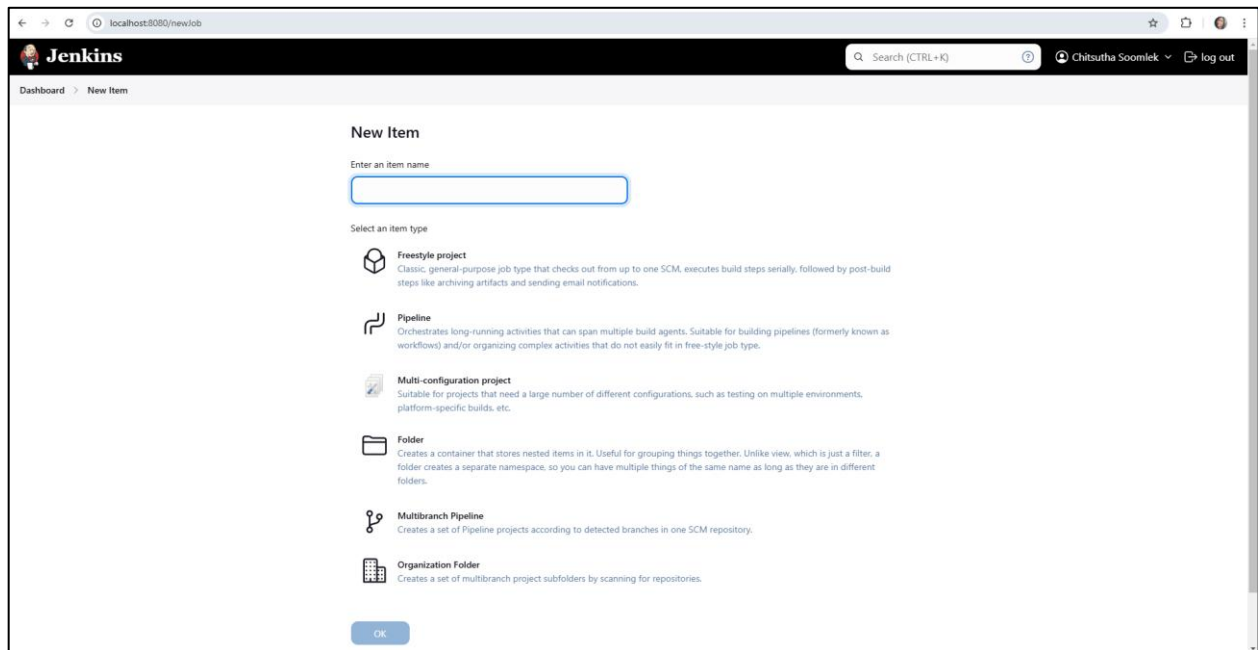 localhost:8080/newJob
Jenkins
Search (CTRL+K)
?
Chitsutha Soomlek
log out
Dashboard > New Item
New Item
Enter an item name
Select an item type
Freestyle project
Classic, general-purpose job type that checks out from up to one SCM, executes build steps serially, followed by post-build
steps like archiving artifacts and sending email notifications.
Pipeline
Orchestrates long-running activities that can span multiple build agents. Suitable for building pipelines (formerly known as
workflows) and/or organizing complex activities that do not easily fit in free-style job type.
Multi-configuration project
Suitable for projects that need a large number of different configurations, such as testing on multiple environments,
platform-specific builds, etc.
Folder
Creates a container that stores nested items in it. Useful for grouping things together. Unlike view, which is just a filter, a
folder creates a separate namespace, so you can have multiple things of the same name as long as they are in different
folders.
Multibranch Pipeline
Creates a set of Pipeline projects according to detected branches in one SCM repository.
Organization Folder
Creates a set of multibranch project subfolders by scanning for repositories.
OK